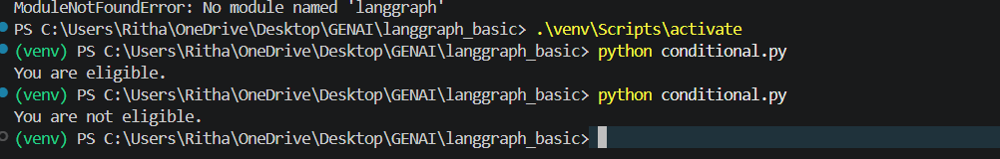 ModuleNotFoundError: No module named 'langgraph'
PS C:\Users\Ritha\OneDrive\Desktop\GENAI\langgraph_basic> .\venv\Scripts\activate
(venv) PS C:\Users\Ritha\OneDrive\Desktop\GENAI\langgraph_basic> python conditional.py
You are eligible.
(venv) PS C:\Users\Ritha\OneDrive\Desktop\GENAI\langgraph_basic> python conditional.py
You are not eligible.
(venv) PS C:\Users\Ritha\OneDrive\Desktop\GENAI\langgraph_basic>